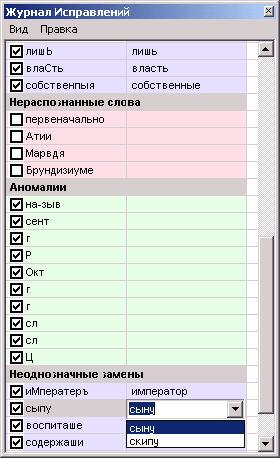 Журнал Исправлений
Вид Правка
лишЬ лишь
влаСть власть
собственпыя собственные
Нераспознанные слова
первеначально
Атии
Марвдя
Брундизиуме
Аномалии
на-зыв
сент
г
Р
Окт
г
г
сл
сл
Ц
Неоднозначные замены
иМператеръ император
сыпу сыну
воспиташе сыну
содержаши скипу